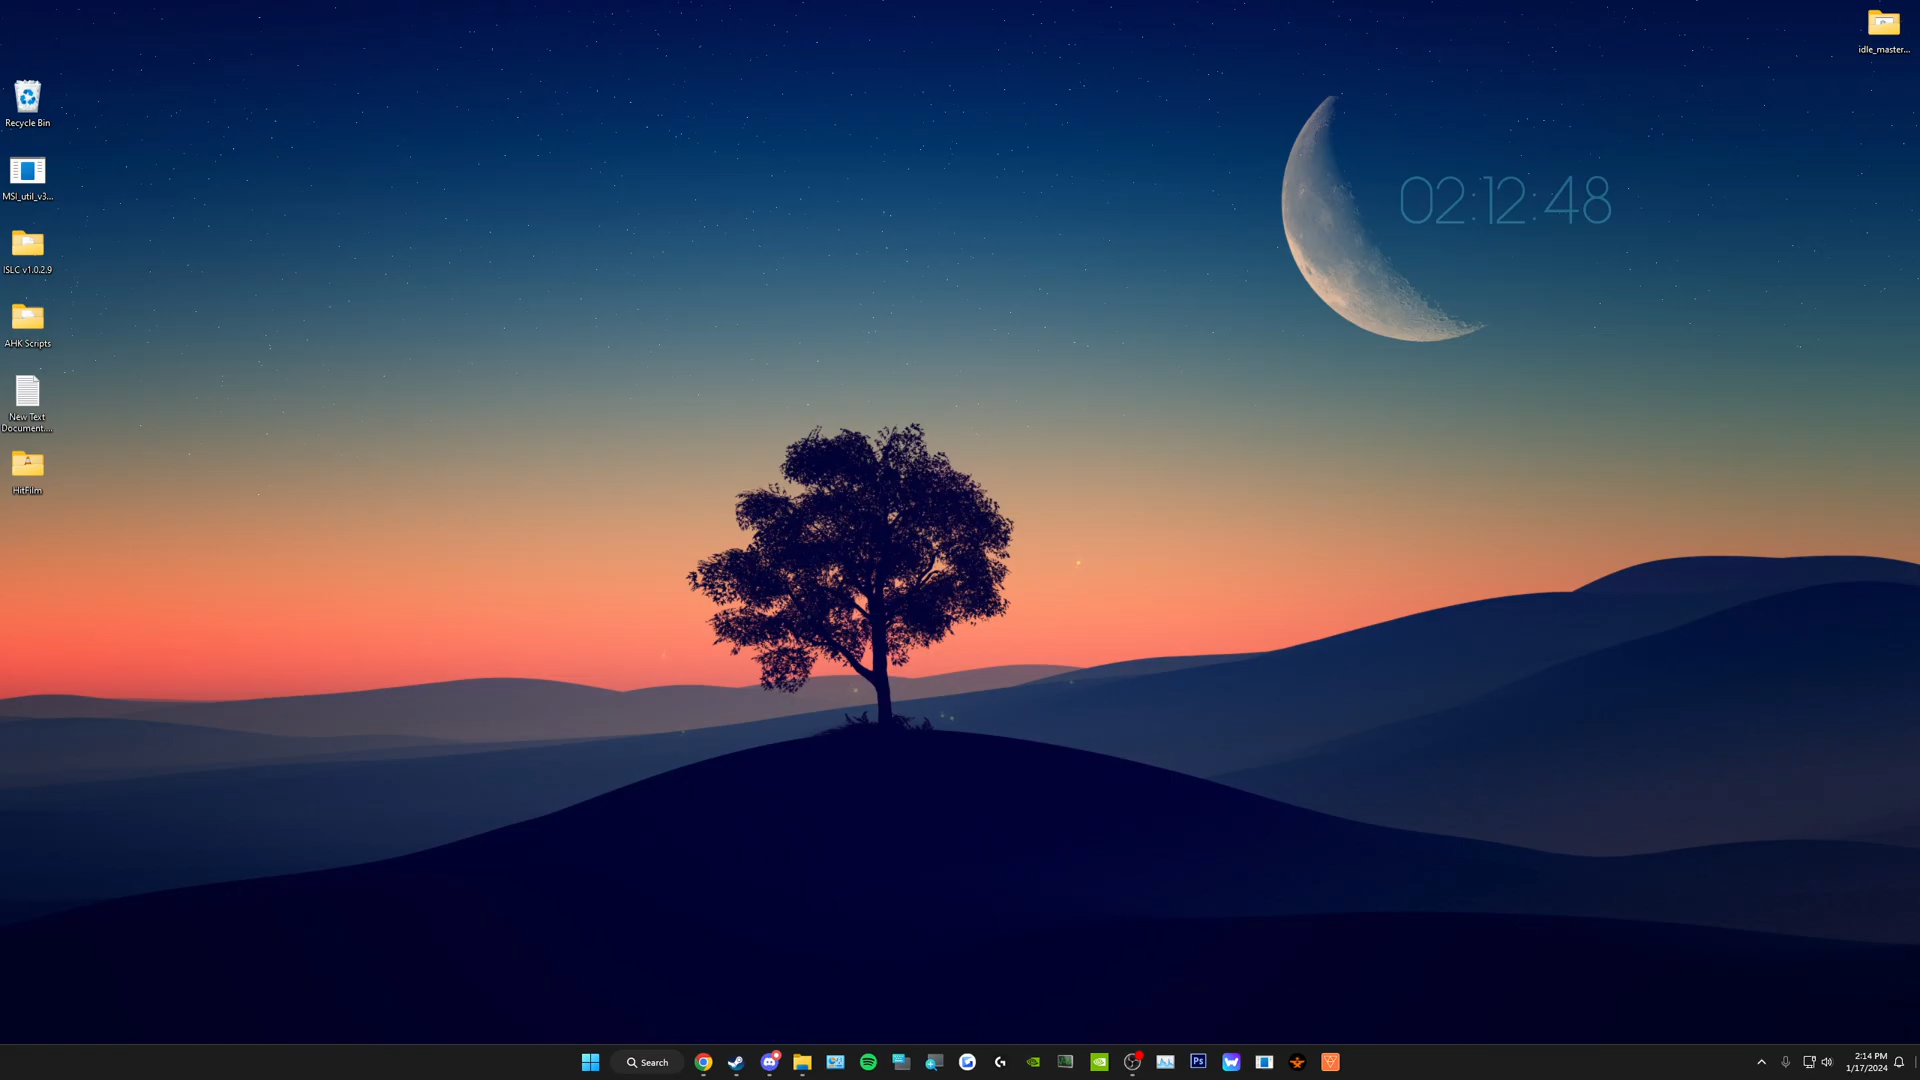 idle_master...
Recycle Bin
MSI_util_v3...
ISLC v1.0.2.9
AHK Scripts
New Text
Document....
HitFilm
02:12:48
Search
Ps
2:14 PM
1/17/2024